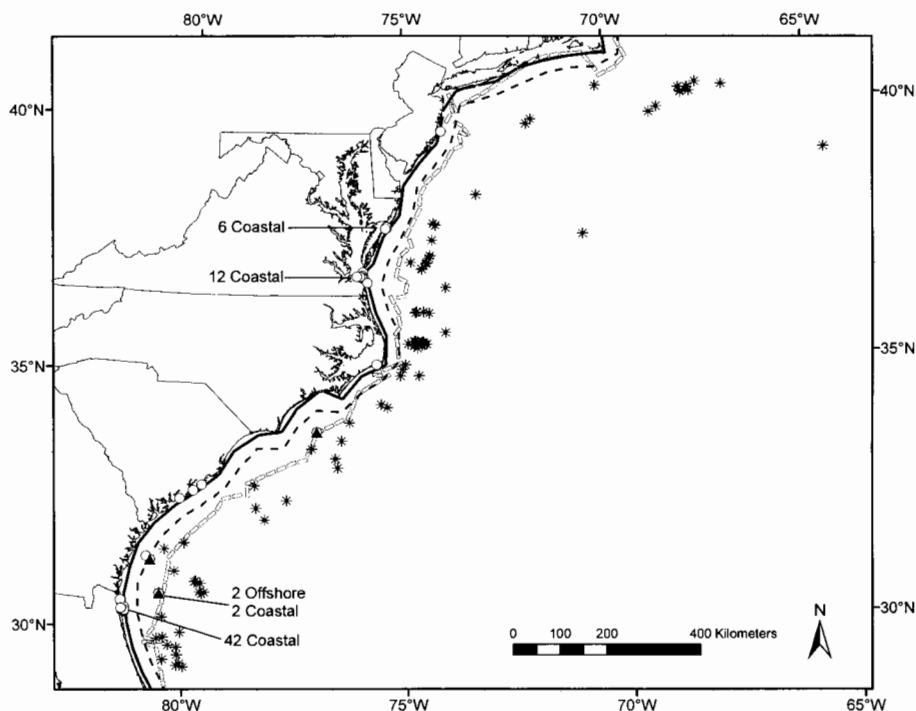 80°W 75°W 70°W 65°W
40°N 40°N
6 Coastal
12 Coastal
35°N 35°N
2 Offshore
2 Coastal
30°N 30°N
42 Coastal
N
0 100 200 400 Kilometers
80°W 75°W 70°W 65°W